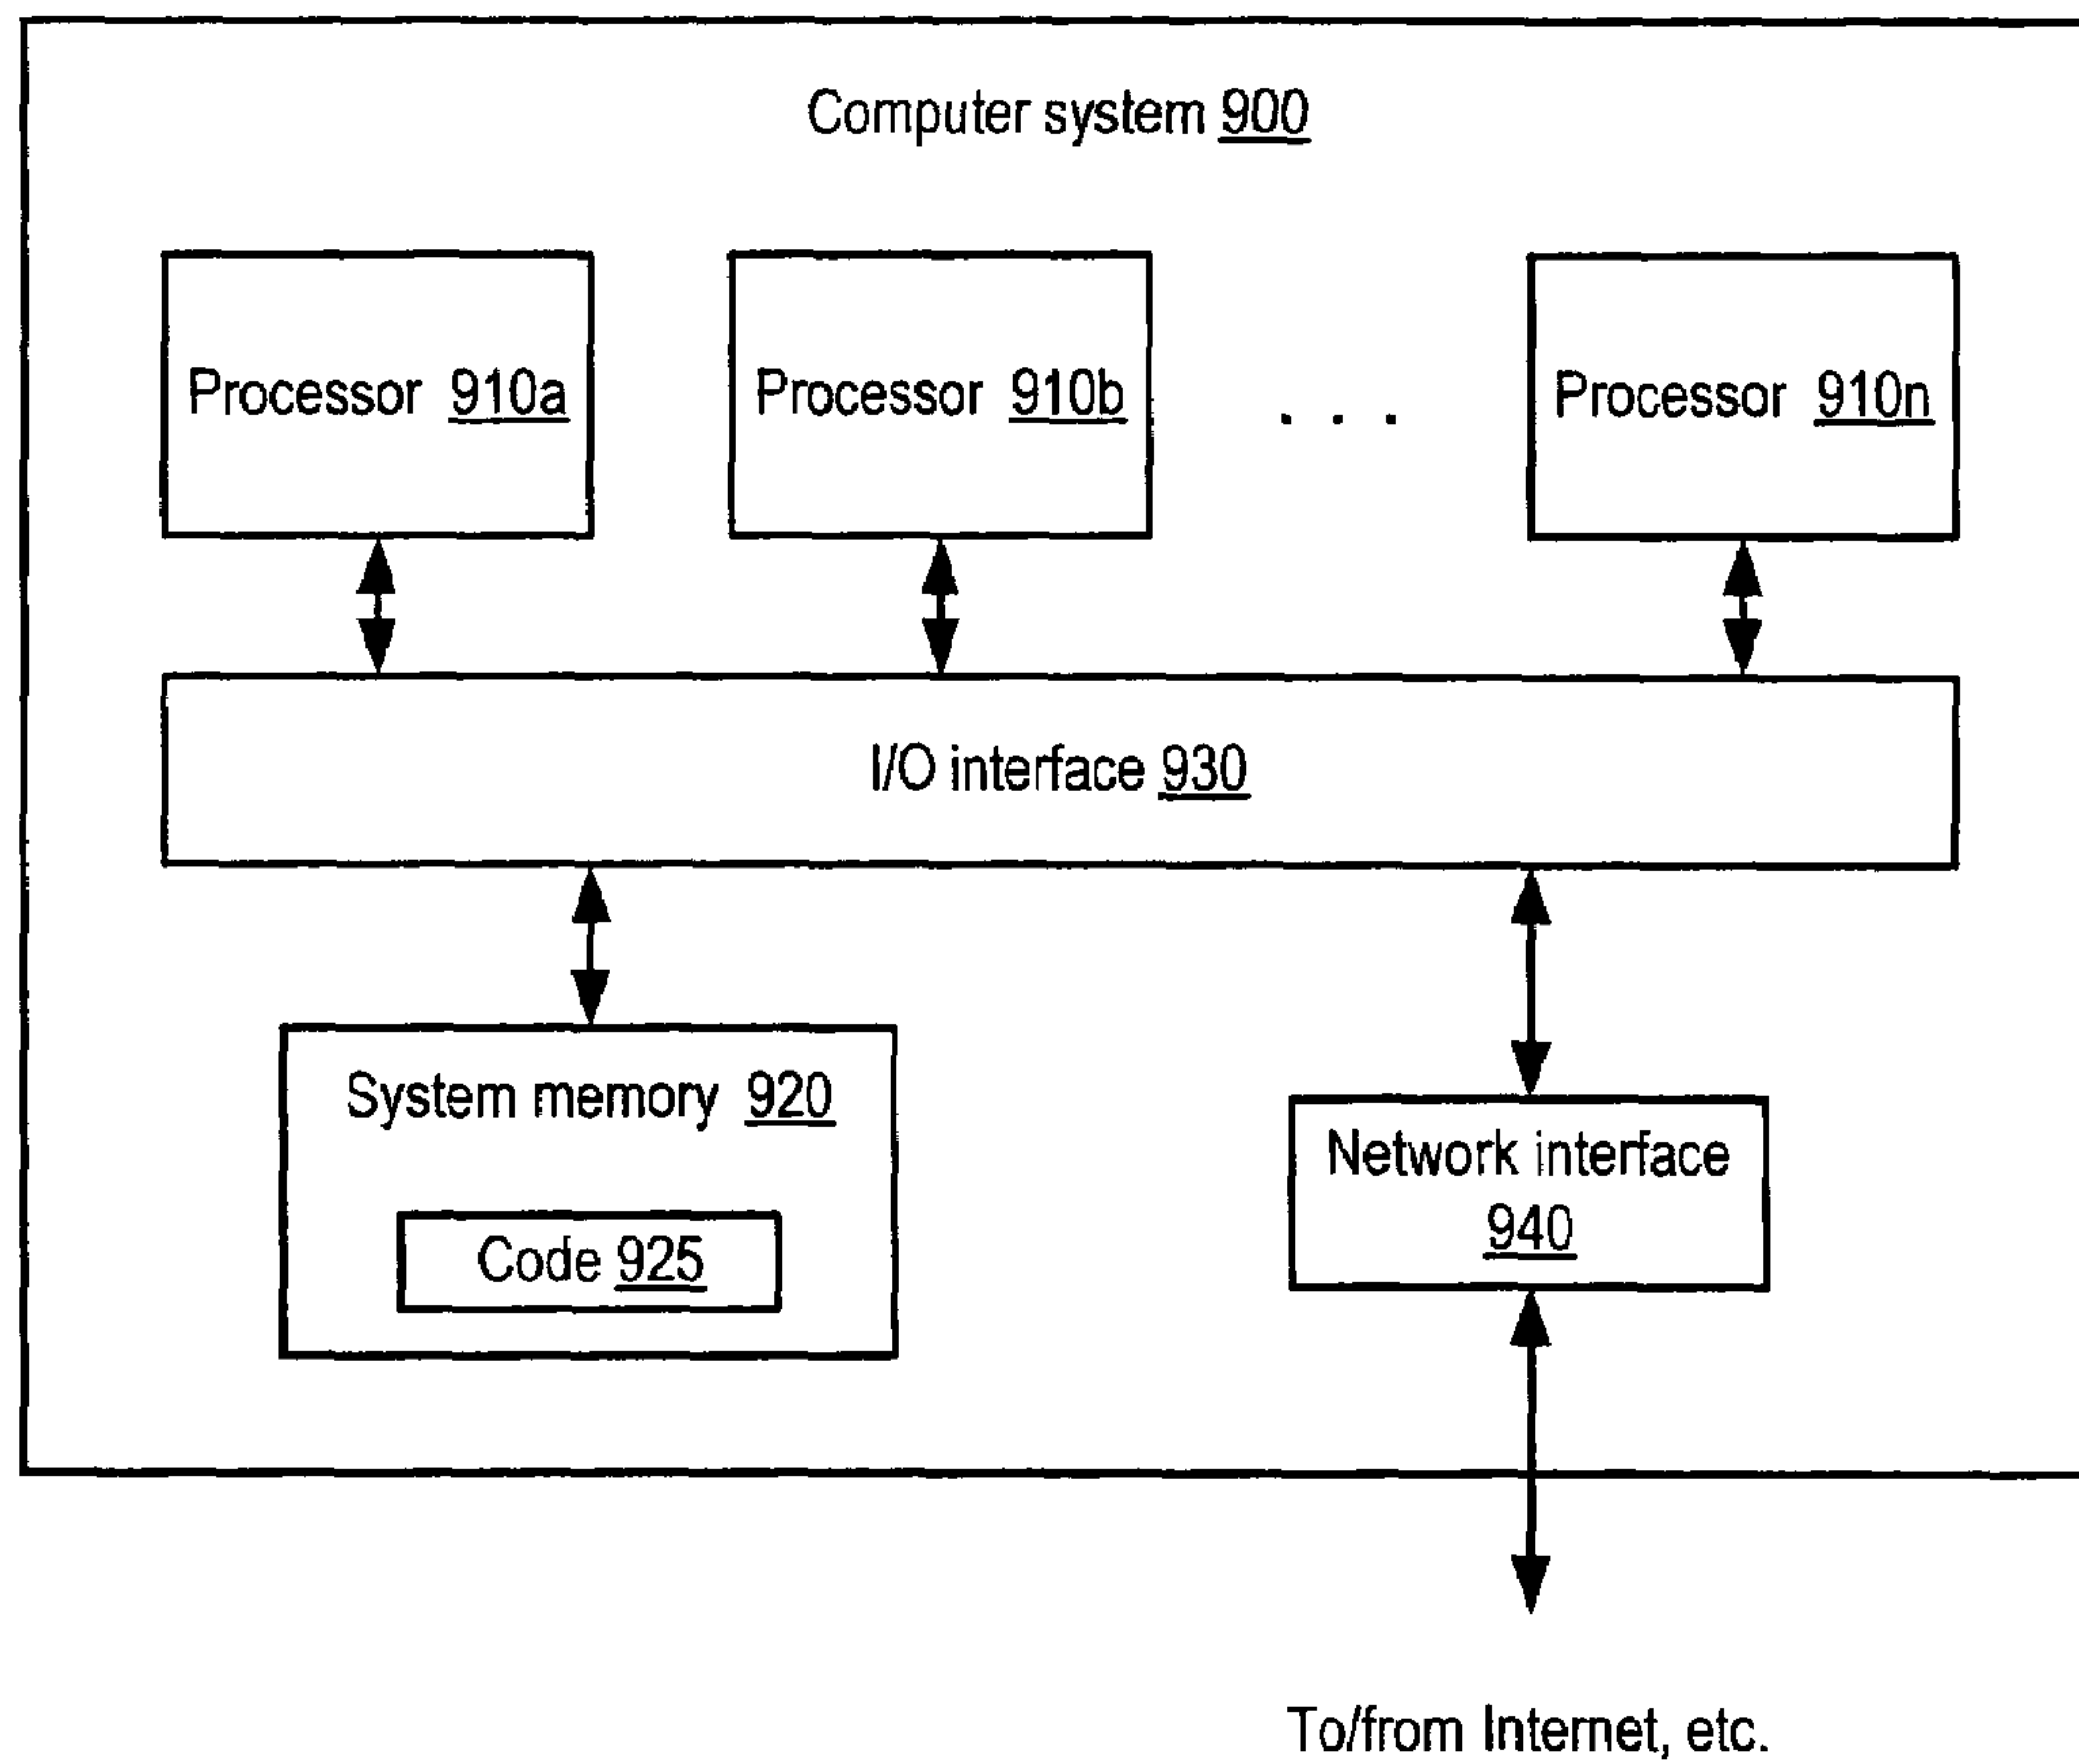 Computer system 900
Processor 910a
Processor 910b
. . .
Processor 910n
I/O interface 930
System memory 920
Code 925
Network interface
940
To/from Internet, etc.